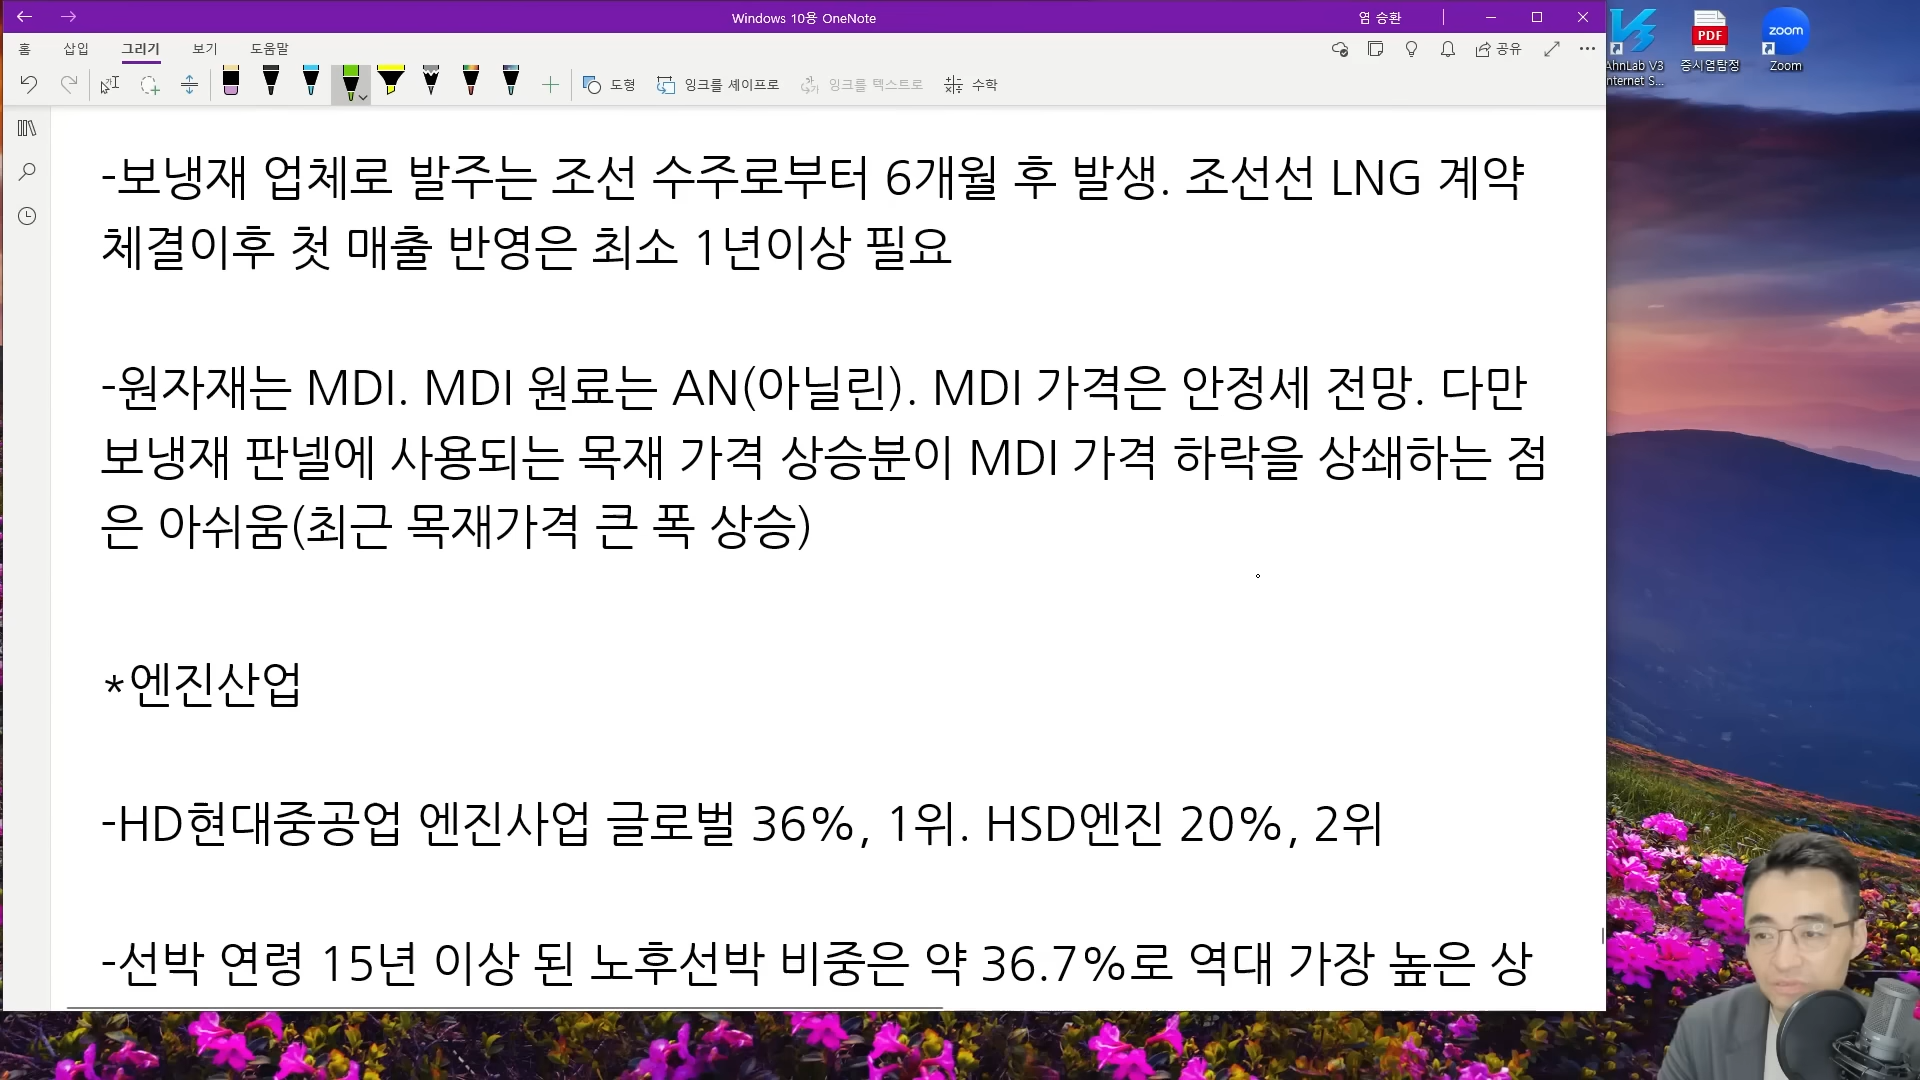 Windows 10용 OneNote
염 승환
홈 삽입 그리기 보기 도움말
공유
도형 잉크를 셰이프로 잉크를 텍스트로 수학
AhnLab V3
Internet S...
PDF
증시염탐정
zoom
Zoom
-보냉재 업체로 발주는 조선 수주로부터 6개월 후 발생. 조선선 LNG 계약
체결이후 첫 매출 반영은 최소 1년이상 필요
-원자재는 MDI. MDI 원료는 AN(아닐린). MDI 가격은 안정세 전망. 다만
보냉재 판넬에 사용되는 목재 가격 상승분이 MDI 가격 하락을 상쇄하는 점
은 아쉬움(최근 목재가격 큰 폭 상승)
*엔진산업
-HD현대중공업 엔진사업 글로벌 36%, 1위. HSD엔진 20%, 2위
-선박 연령 15년 이상 된 노후선박 비중은 약 36.7%로 역대 가장 높은 상